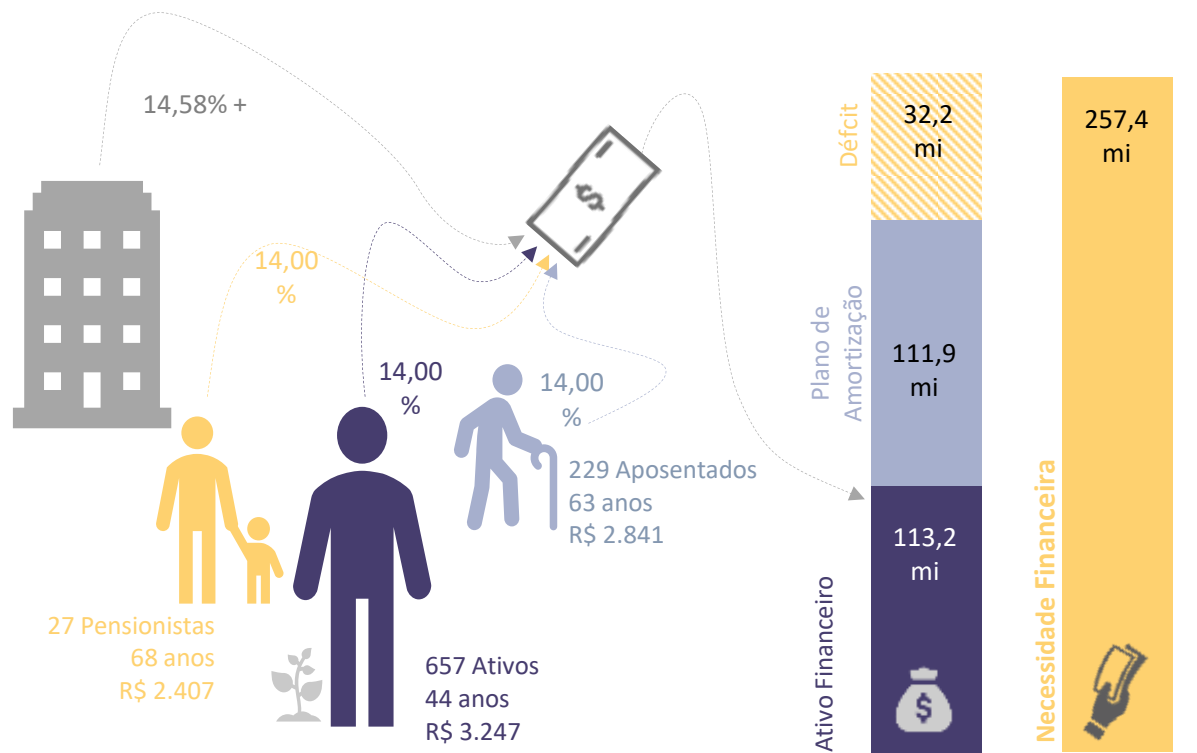 14,58% +
14,00
%
14,00
%
14,00
%
27 Pensionistas
68 anos
R$ 2.407
657 Ativos
44 anos
R$ 3.247
229 Aposentados
63 anos
R$ 2.841
$
Défcit
32,2
mi
Plano de
Amortização
111,9
mi
Ativo Financeiro
113,2
mi
$
Necessidade Financeira
257,4
mi